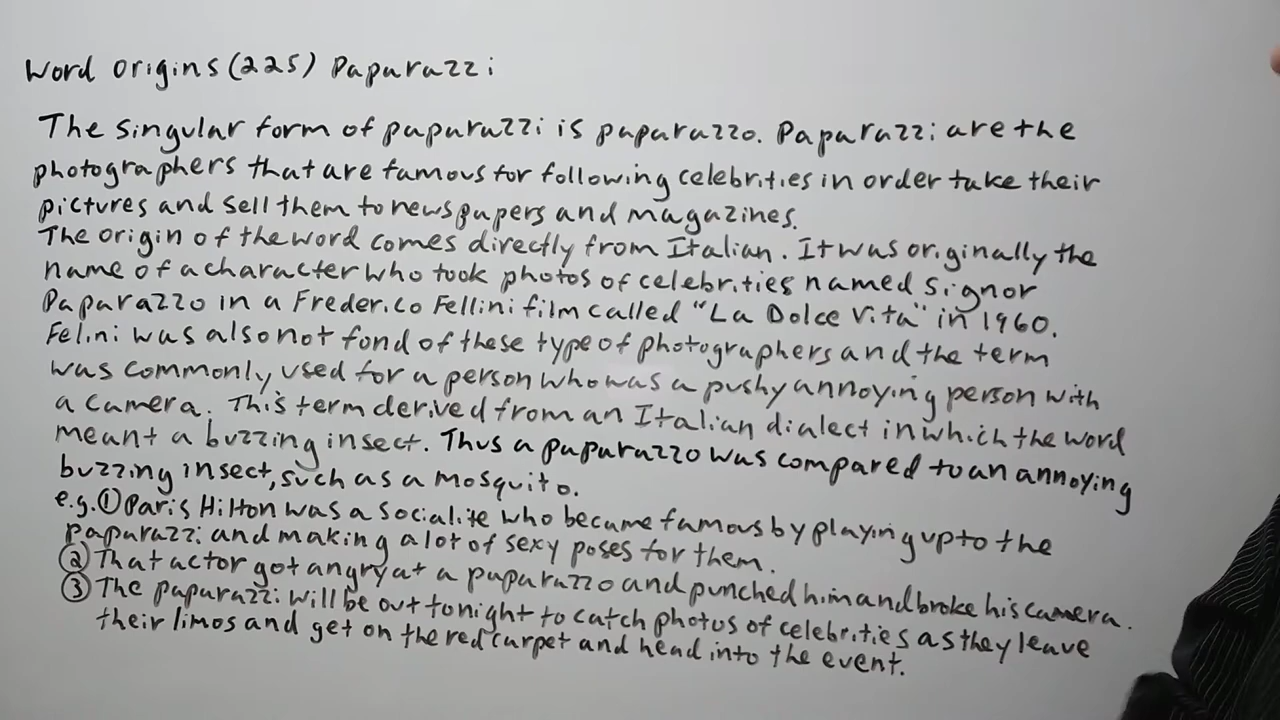 Word Origins (225) Paparazzi
The singular form of paparazzi is paparazzo. Paparazzi are the
photographers that are famous for following celebrities in order take their
pictures and sell them to newspapers and magazines.
The origin of the word comes directly from Italian. It was originally the
name of a character who took photos of celebrities named Signor
Paparazzo in a Frederico Fellini film called "La Dolce Vita" in 1960.
Felini was also not fond of these type of photographers and the term
was commonly used for a person who was a pushy annoying person with
a camera. This term derived from an Italian dialect in which the word
meant a buzzing insect. Thus a paparazzo was compared to an annoying
buzzing insect, such as a mosquito.
e.g. ① Paris Hilton was a socialite who became famous by playing up to the
paparazzi and making a lot of sexy poses for them.
② That actor got angry at a paparazzo and punched him and broke his camera.
③ The paparazzi will be out tonight to catch photos of celebrities as they leave
their limos and get on the red carpet and head into the event.